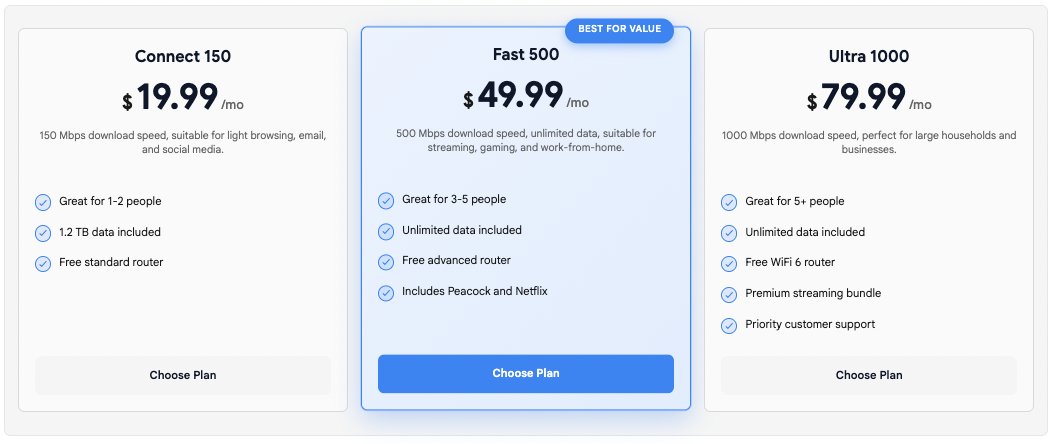 Connect 150
$ 19.99 /mo
150 Mbps download speed, suitable for light browsing, email,
and social media.
Great for 1-2 people
1.2 TB data included
Free standard router
Choose Plan
BEST FOR VALUE
Fast 500
$ 49.99 /mo
500 Mbps download speed, unlimited data, suitable for
streaming, gaming, and work-from-home.
Great for 3-5 people
Unlimited data included
Free advanced router
Includes Peacock and Netflix
Choose Plan
Ultra 1000
$ 79.99 /mo
1000 Mbps download speed, perfect for large households and
businesses.
Great for 5+ people
Unlimited data included
Free WiFi 6 router
Premium streaming bundle
Priority customer support
Choose Plan